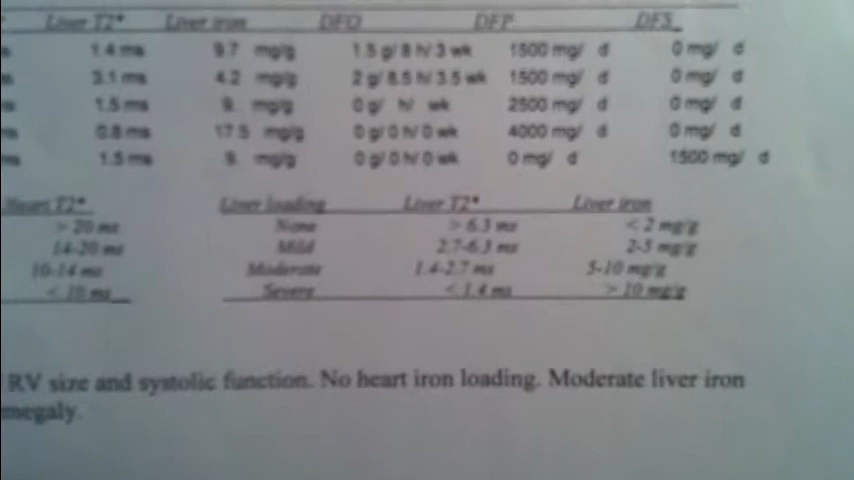 Liver T2* Liver iron DFO DFP DFS
1.4 ms 9.7 mg/g 1.5 g/ 8 h/ 3 wk 1500 mg/ d 0 mg/ d
3.1 ms 4.2 mg/g 2 g/ 8.5 h/ 3.5 wk 1500 mg/ d 0 mg/ d
1.5 ms 9. mg/g 0 g/ h/ wk 2500 mg/ d 0 mg/ d
0.8 ms 17.5 mg/g 0 g/ 0 h/ 0 wk 4000 mg/ d 0 mg/ d
1.5 ms 9. mg/g 0 g/ 0 h/ 0 wk 0 mg/ d 1500 mg/ d
Heart T2* Liver loading Liver T2* Liver iron
> 20 ms None > 6.3 ms < 2 mg/g
14-20 ms Mild 2.7-6.3 ms 2-5 mg/g
10-14 ms Moderate 1.4-2.7 ms 5-10 mg/g
< 10 ms Severe < 1.4 ms > 10 mg/g
RV size and systolic function. No heart iron loading. Moderate liver iron
megaly.